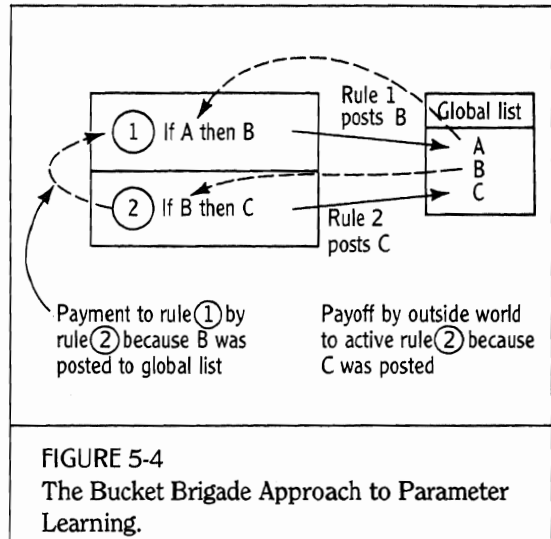 Rule 1
posts B
Global list
① If A then B
A
B
C
② If B then C
Rule 2
posts C
Payment to rule ① by
rule ② because B was
posted to global list
Payoff by outside world
to active rule ② because
C was posted
FIGURE 5-4
The Bucket Brigade Approach to Parameter
Learning.